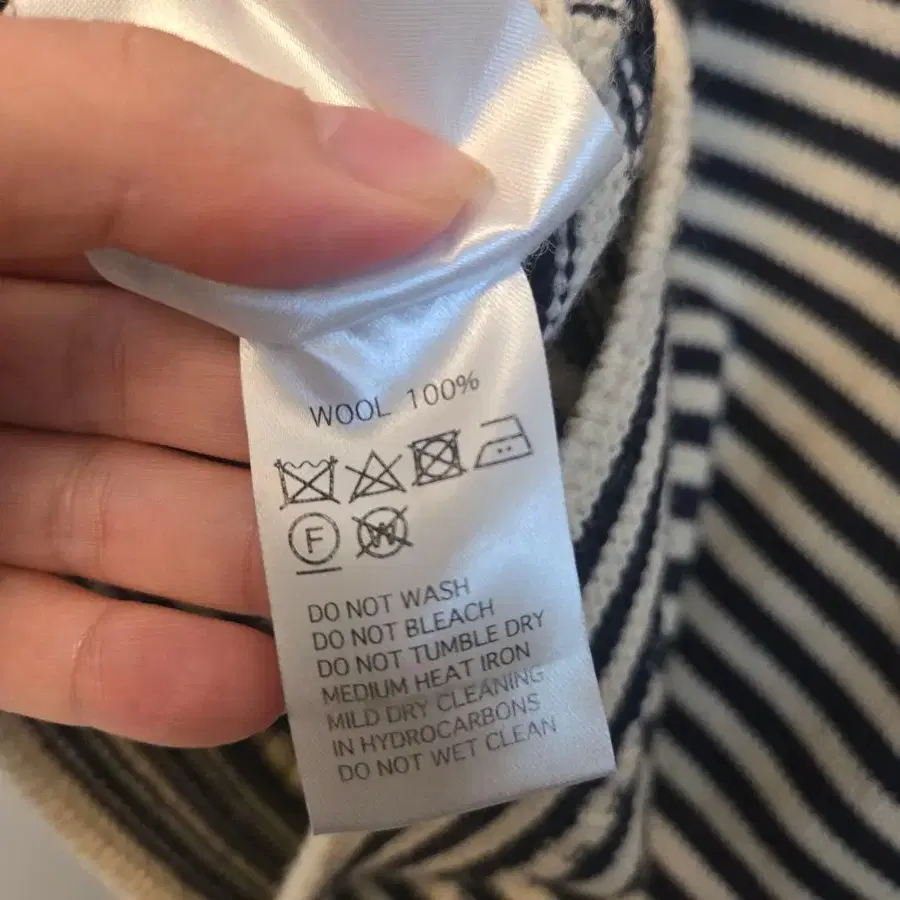 WOOL 100%
F W
DO NOT WASH
DO NOT BLEACH
DO NOT TUMBLE DRY
MEDIUM HEAT IRON
MILD DRY CLEANING
IN HYDROCARBONS
DO NOT WET CLEAN